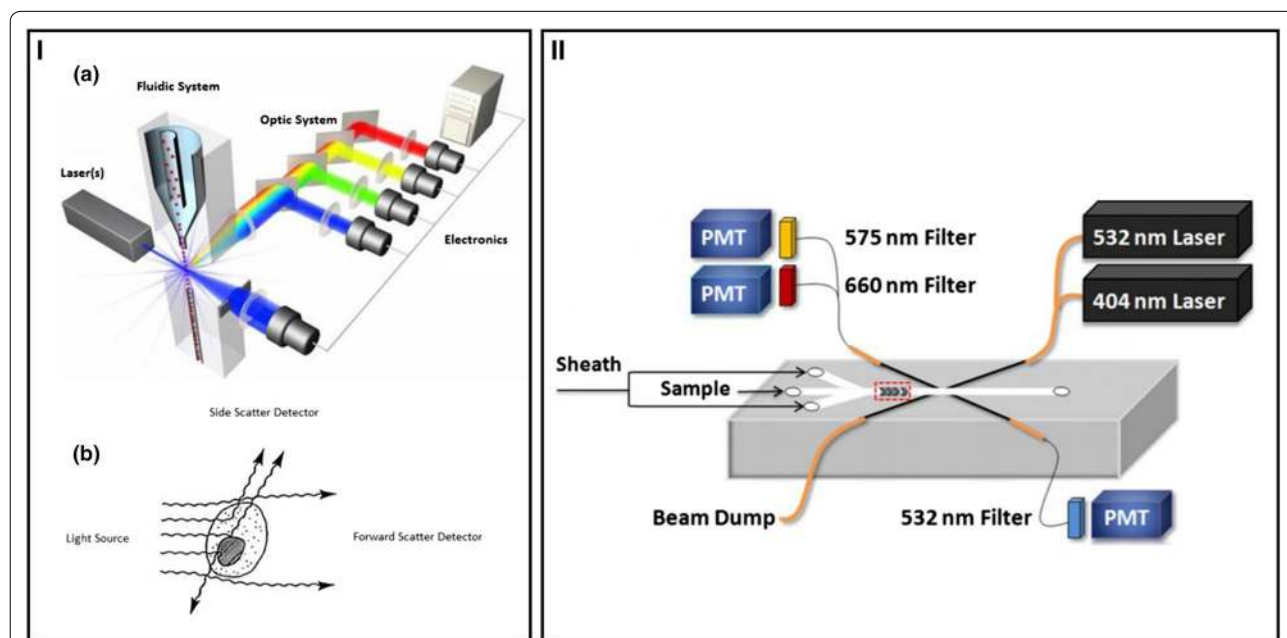 I
(a)
Fluidic System
Optic System
Laser(s)
Electronics
Side Scatter Detector
(b)
Light Source
Forward Scatter Detector
II
PMT
575 nm Filter
532 nm Laser
PMT
660 nm Filter
404 nm Laser
Sheath
Sample
Beam Dump
532 nm Filter
PMT